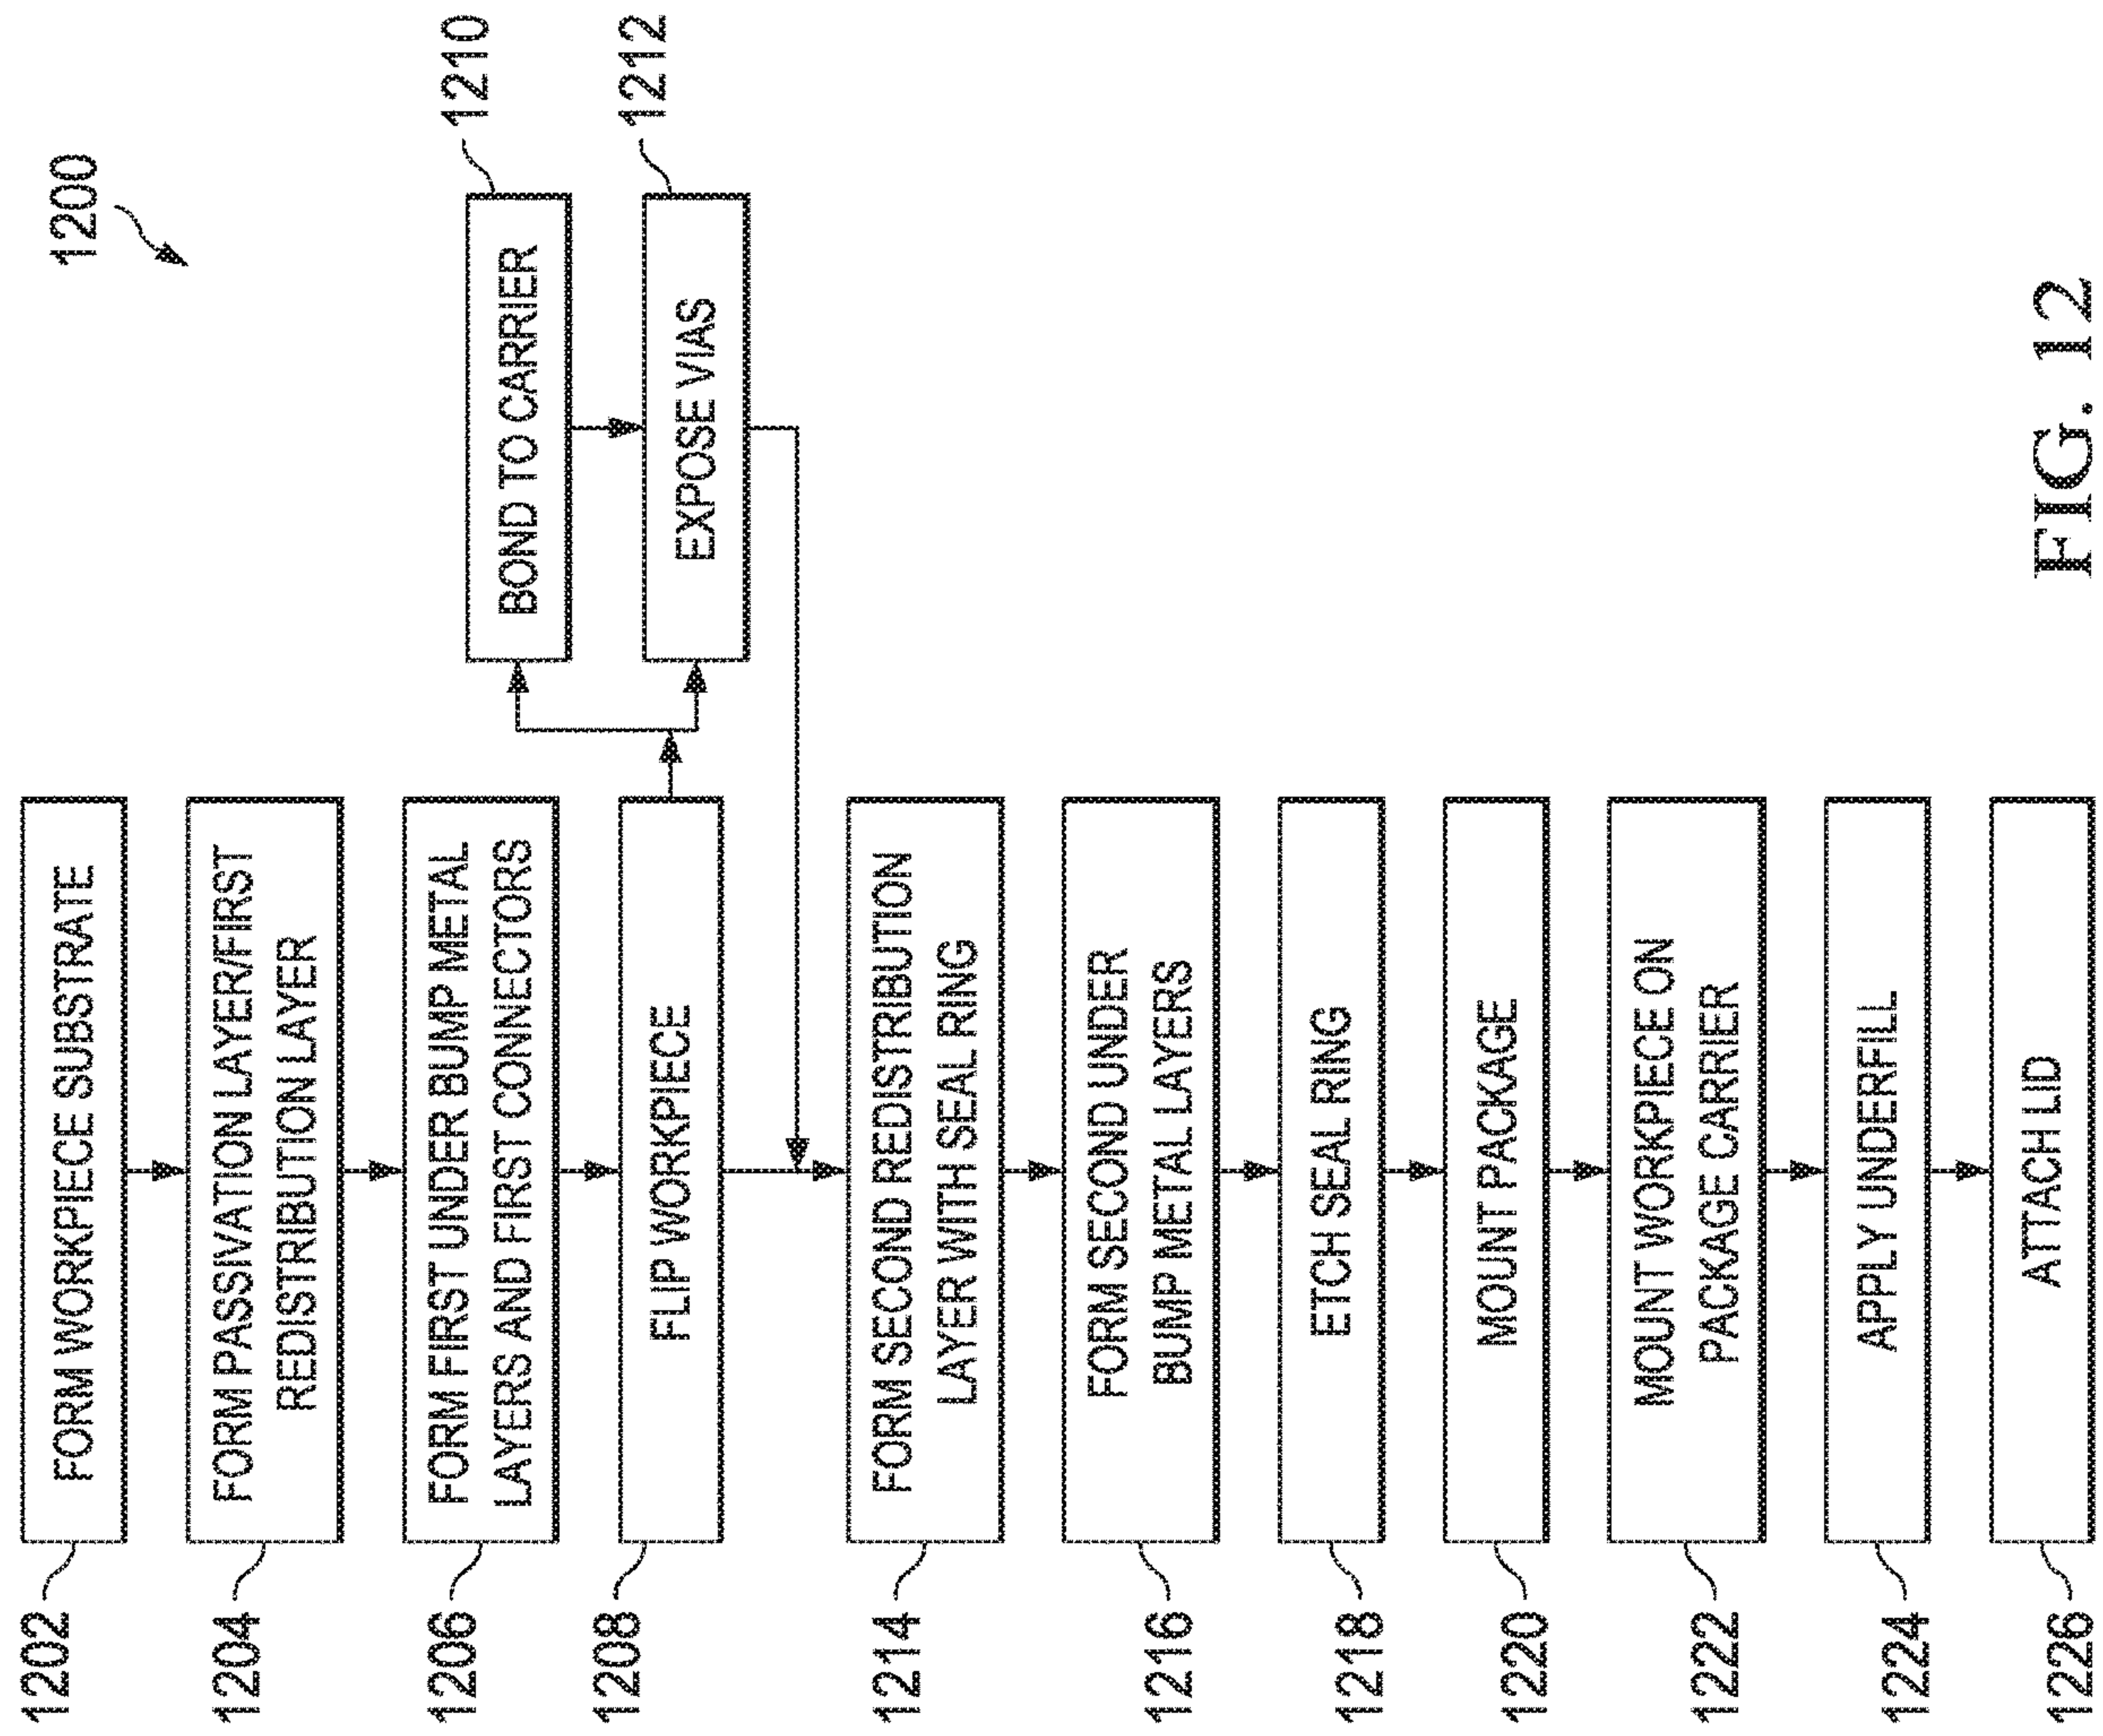 1200
1202
FORM WORKPIECE SUBSTRATE
1204
FORM PASSIVATION LAYER/FIRST
REDISTRIBUTION LAYER
1206
FORM FIRST UNDER BUMP METAL
LAYERS AND FIRST CONNECTORS
1208
FLIP WORKPIECE
BOND TO CARRIER
1210
EXPOSE VIAS
1212
1214
FORM SECOND REDISTRIBUTION
LAYER WITH SEAL RING
1216
FORM SECOND UNDER
BUMP METAL LAYERS
1218
ETCH SEAL RING
1220
MOUNT PACKAGE
1222
MOUNT WORKPIECE ON
PACKAGE CARRIER
1224
APPLY UNDERFILL
1226
ATTACH LID
FIG. 12